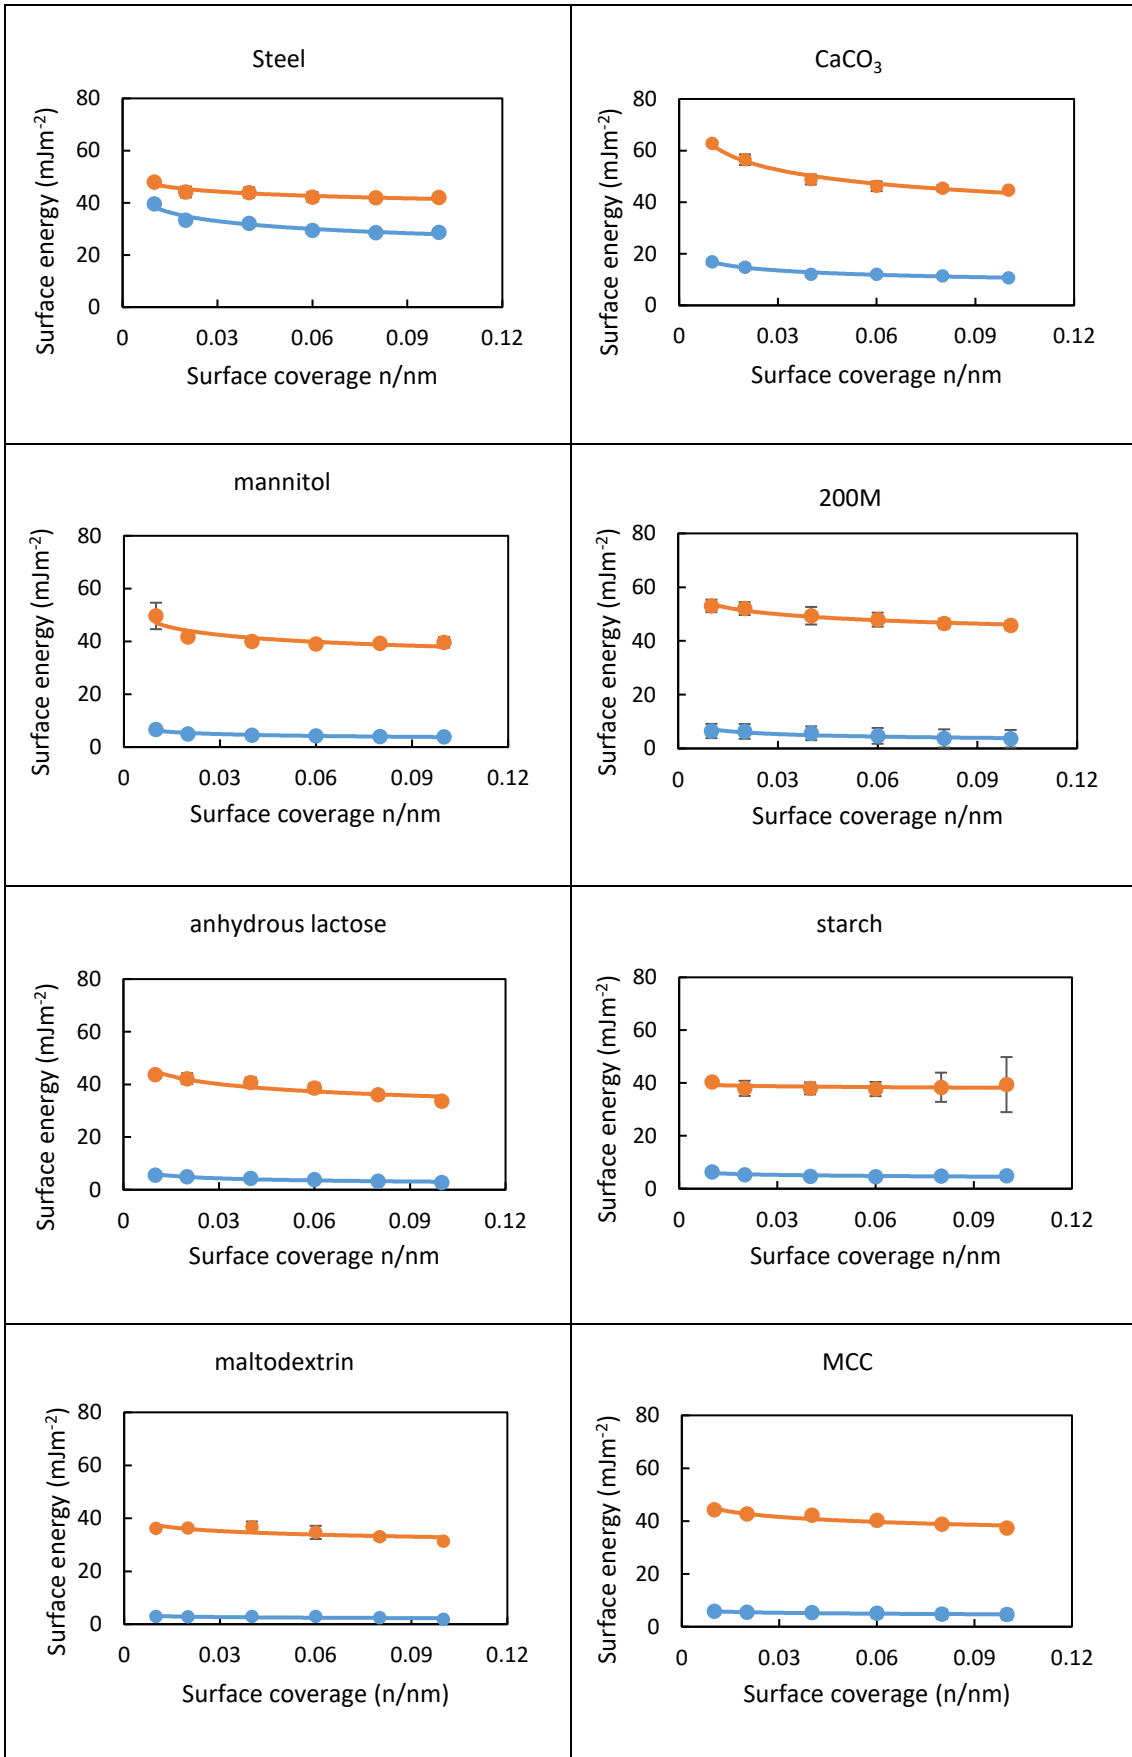 Steel
Surface energy (mJm⁻²)
80
60
40
20
0
0 0.03 0.06 0.09 0.12
Surface coverage n/nm
CaCO₃
Surface energy (mJm⁻²)
80
60
40
20
0
0 0.03 0.06 0.09 0.12
Surface coverage n/nm
mannitol
Surface energy (mJm⁻²)
80
60
40
20
0
0 0.03 0.06 0.09 0.12
Surface coverage n/nm
200M
Surface energy (mJm⁻²)
80
60
40
20
0
0 0.03 0.06 0.09 0.12
Surface coverage n/nm
anhydrous lactose
Surface energy (mJm⁻²)
80
60
40
20
0
0 0.03 0.06 0.09 0.12
Surface coverage n/nm
starch
Surface energy (mJm⁻²)
80
60
40
20
0
0 0.03 0.06 0.09 0.12
Surface coverage n/nm
maltodextrin
Surface energy (mJm⁻²)
80
60
40
20
0
0 0.03 0.06 0.09 0.12
Surface coverage (n/nm)
MCC
Surface energy (mJm⁻²)
80
60
40
20
0
0 0.03 0.06 0.09 0.12
Surface coverage (n/nm)